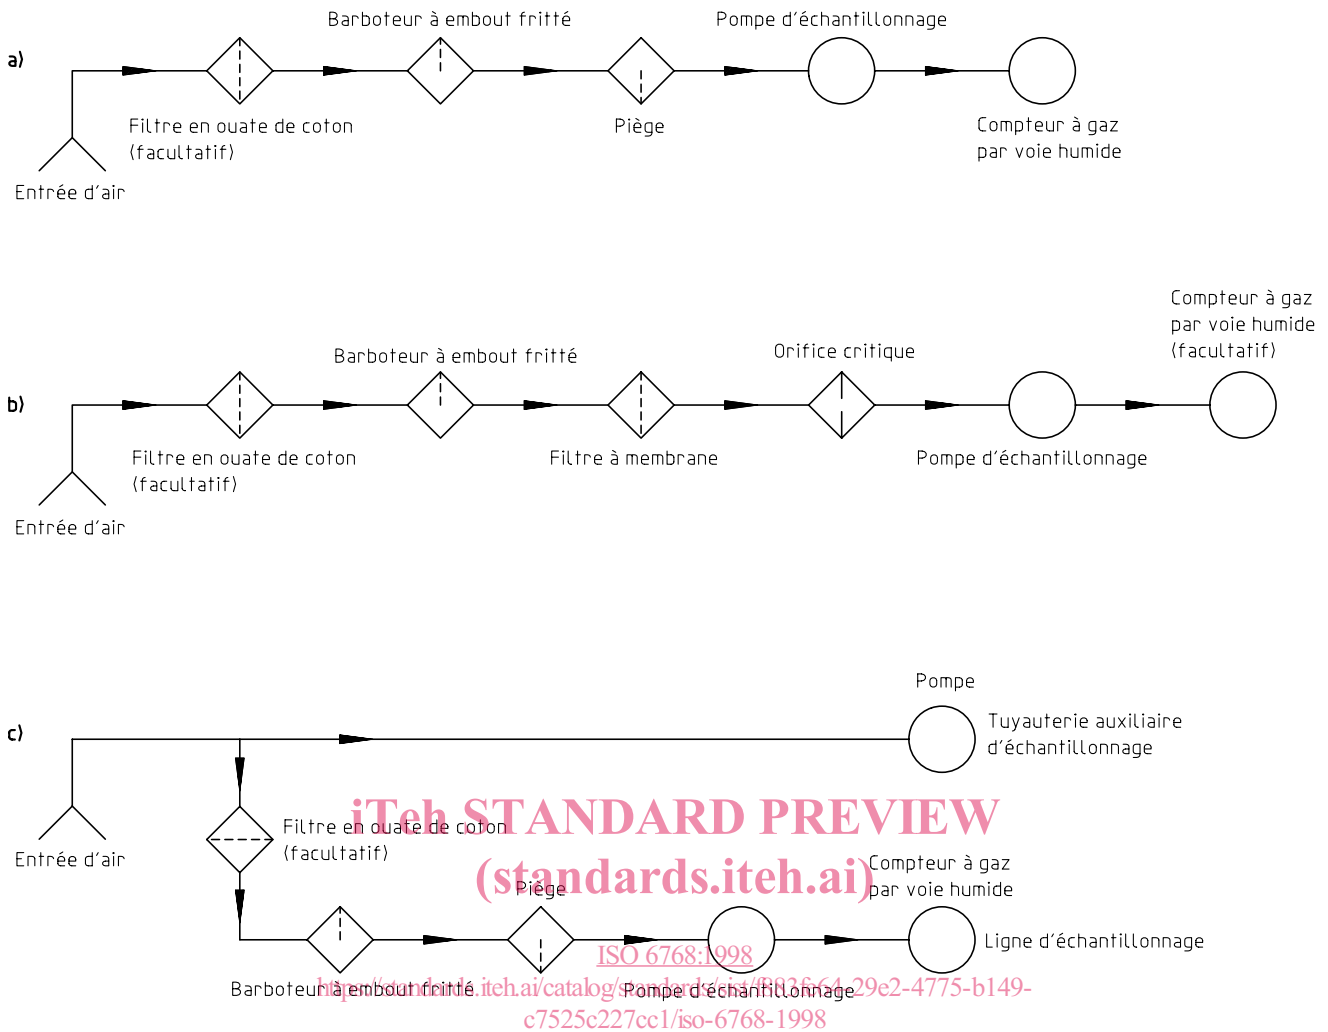 a)
Barboteur à embout fritté
Pompe d'échantillonnage
Filtre en ouate de coton
(facultatif)
Piège
Compteur à gaz
par voie humide
Entrée d'air
b)
Barboteur à embout fritté
Orifice critique
Compteur à gaz
par voie humide
(facultatif)
Filtre en ouate de coton
(facultatif)
Filtre à membrane
Pompe d'échantillonnage
Entrée d'air
c)
Pompe
Tuyauterie auxiliaire
d'échantillonnage
Entrée d'air
Filtre en ouate de coton
(facultatif)
iTeh STANDARD PREVIEW
(standards.iteh.ai)
Piège
Compteur à gaz
par voie humide
Ligne d'échantillonnage
Barboteur à embout fritté
Pompe d'échantillonnage
ISO 6768:1998
c7525c227cc1/iso-6768-1998